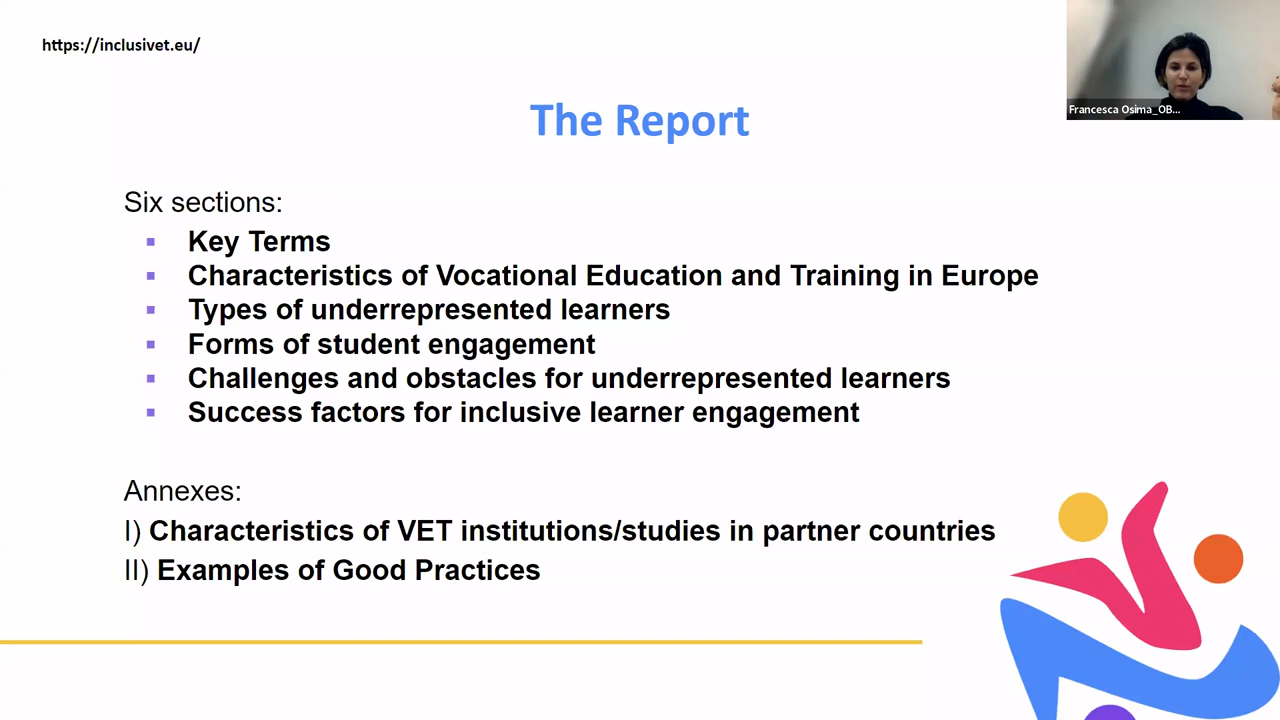 https://inclusivet.eu/
Francesca Osima_OB...
The Report
Six sections:
▪ Key Terms
▪ Characteristics of Vocational Education and Training in Europe
▪ Types of underrepresented learners
▪ Forms of student engagement
▪ Challenges and obstacles for underrepresented learners
▪ Success factors for inclusive learner engagement
Annexes:
I) Characteristics of VET institutions/studies in partner countries
II) Examples of Good Practices